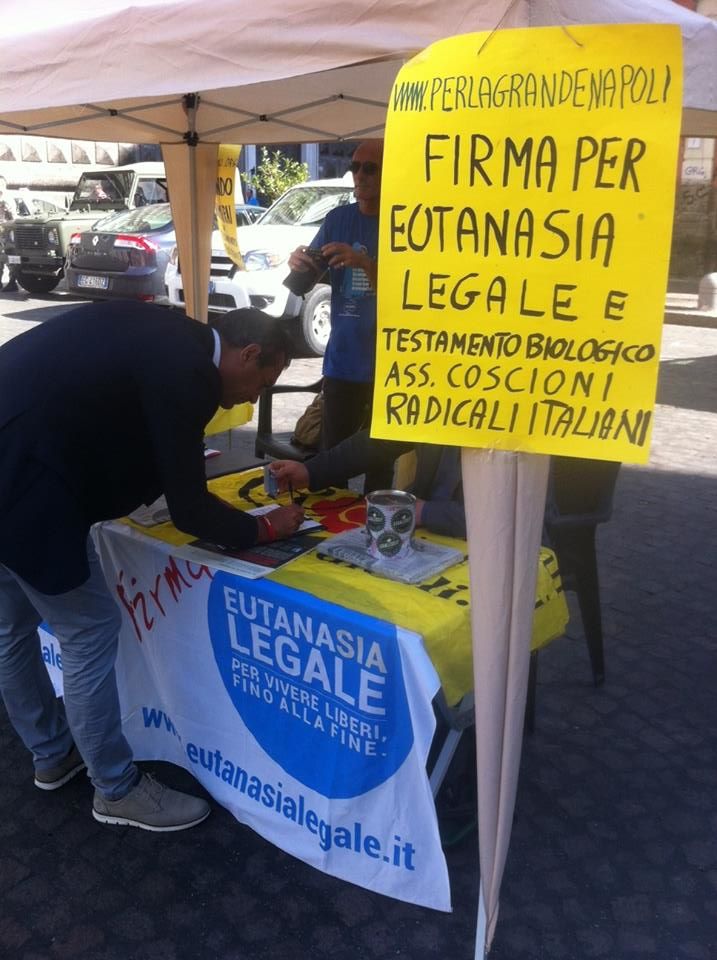 WWW.PERLAGRANDENAPOLI
FIRMA PER
EUTANASIA
LEGALE E
TESTAMENTO BIOLOGICO
ASS. COSCIONI
RADICALI ITALIANI
Firma
EUTANASIA
LEGALE
PER VIVERE LIBERI,
FINO ALLA FINE.
www.eutanasialegale.it
ale